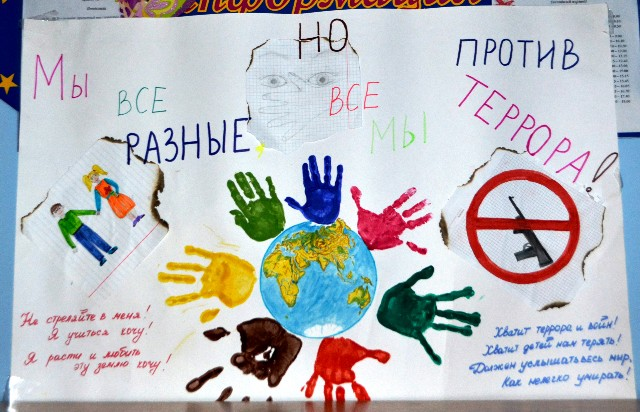 Информация
Мы
ВСЕ
РАЗНЫЕ,
НО
ВСЕ
МЫ
ПРОТИВ
ТЕРРОРА!
Не стреляйте в меня!
Я учиться хочу!
Я расти и любить
эту землю хочу!
Хватит террора и войн!
Хватит детей нам терять!
Должен услышать весь мир,
Как нелегко умирать!